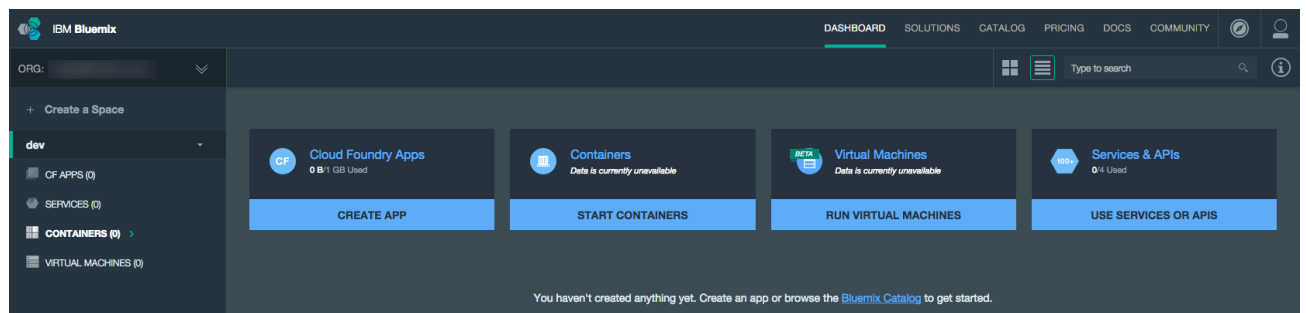 IBM Bluemix
DASHBOARD SOLUTIONS CATALOG PRICING DOCS COMMUNITY
ORG:
Type to search
+ Create a Space
dev
CF APPS (0)
SERVICES (0)
CONTAINERS (0) >
VIRTUAL MACHINES (0)
CF
Cloud Foundry Apps
0 B/1 GB Used
CREATE APP
Containers
Data is currently unavailable
START CONTAINERS
BETA
Virtual Machines
Data is currently unavailable
RUN VIRTUAL MACHINES
100+
Services & APIs
0/4 Used
USE SERVICES OR APIS
You haven't created anything yet. Create an app or browse the Bluemix Catalog to get started.